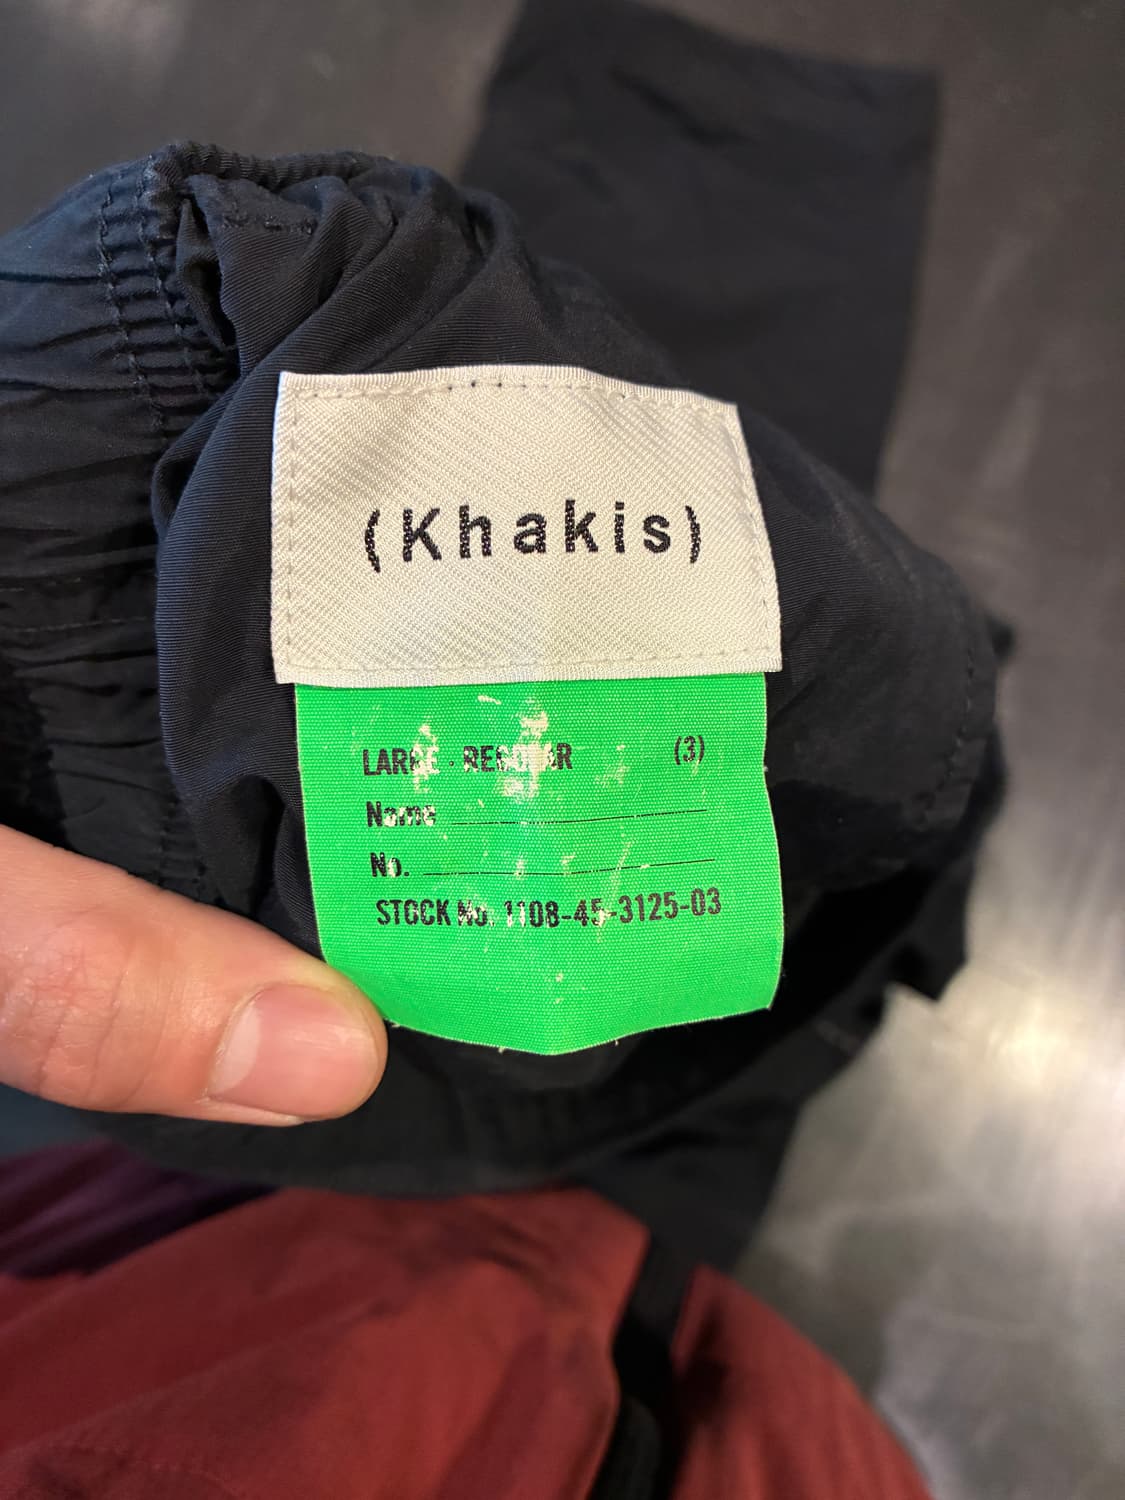 (Khakis)
LARGE · REGULAR (3)
Name
No.
STOCK No. 1108-45-3125-03